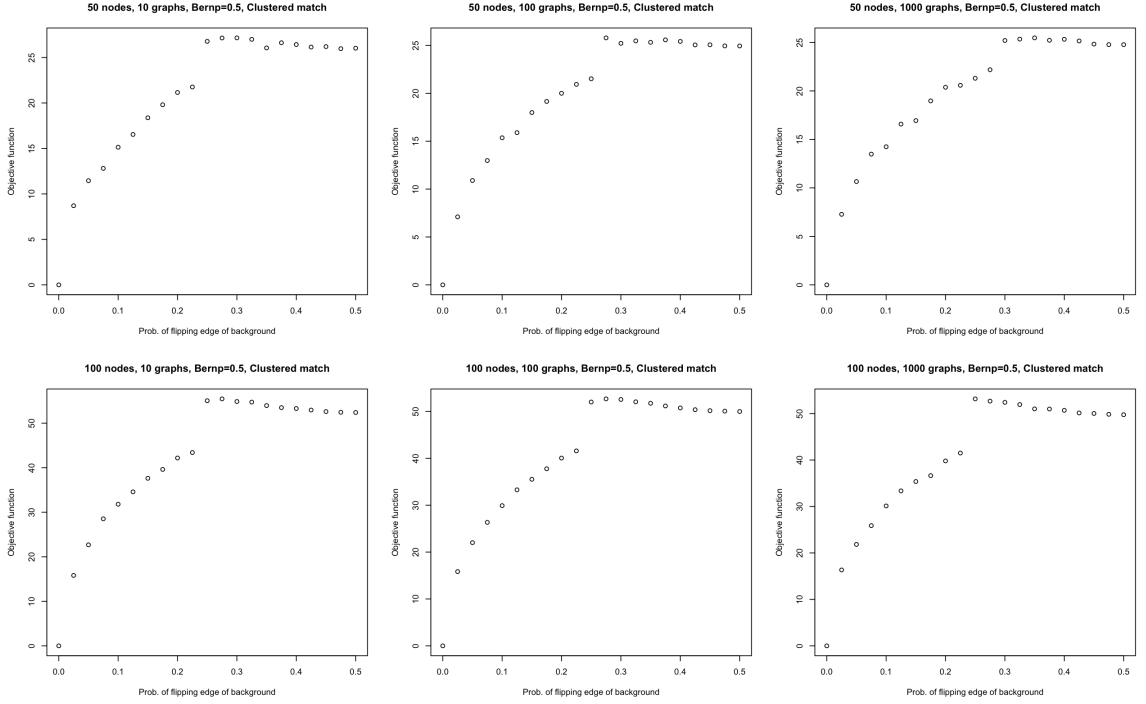 50 nodes, 10 graphs, Bernp=0.5, Clustered match
Objective function
0
5
10
15
20
25
0.0 0.1 0.2 0.3 0.4 0.5
Prob. of flipping edge of background
50 nodes, 100 graphs, Bernp=0.5, Clustered match
Objective function
0
5
10
15
20
25
0.0 0.1 0.2 0.3 0.4 0.5
Prob. of flipping edge of background
50 nodes, 1000 graphs, Bernp=0.5, Clustered match
Objective function
0
5
10
15
20
25
0.0 0.1 0.2 0.3 0.4 0.5
Prob. of flipping edge of background
100 nodes, 10 graphs, Bernp=0.5, Clustered match
Objective function
0
10
20
30
40
50
0.0 0.1 0.2 0.3 0.4 0.5
Prob. of flipping edge of background
100 nodes, 100 graphs, Bernp=0.5, Clustered match
Objective function
0
10
20
30
40
50
0.0 0.1 0.2 0.3 0.4 0.5
Prob. of flipping edge of background
100 nodes, 1000 graphs, Bernp=0.5, Clustered match
Objective function
0
10
20
30
40
50
0.0 0.1 0.2 0.3 0.4 0.5
Prob. of flipping edge of background